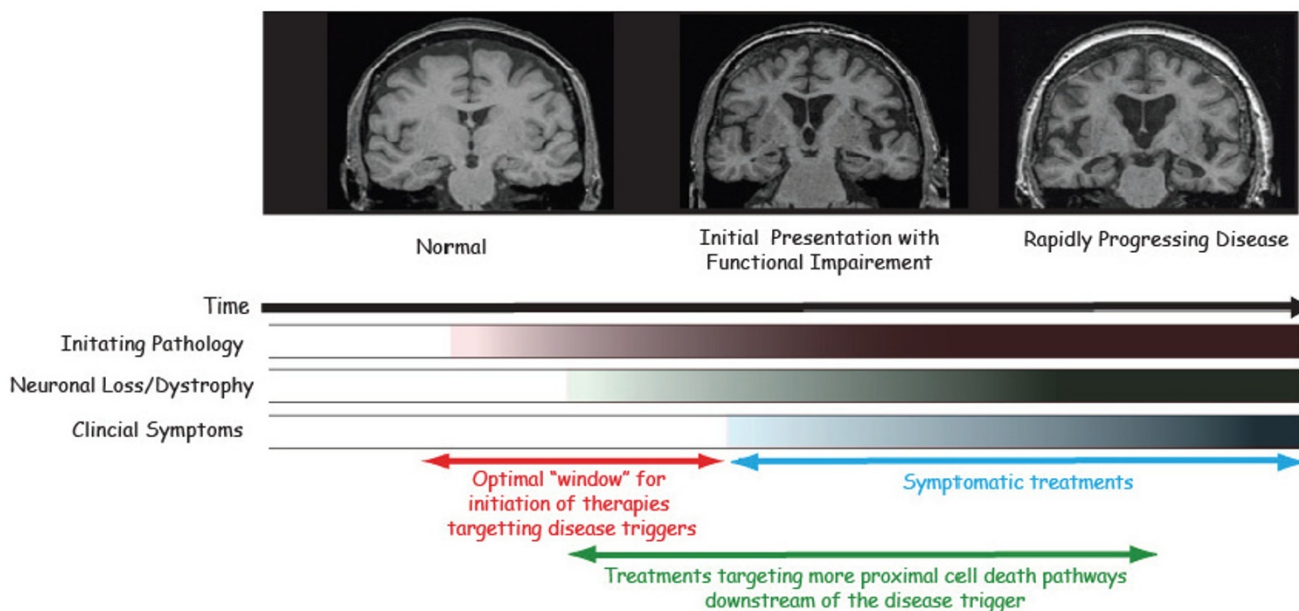 Normal
Initial Presentation with
Functional Impairement
Rapidly Progressing Disease
Time
Initating Pathology
Neuronal Loss/Dystrophy
Clincial Symptoms
Optimal “window” for
initiation of therapies
targetting disease triggers
Symptomatic treatments
Treatments targeting more proximal cell death pathways
downstream of the disease trigger